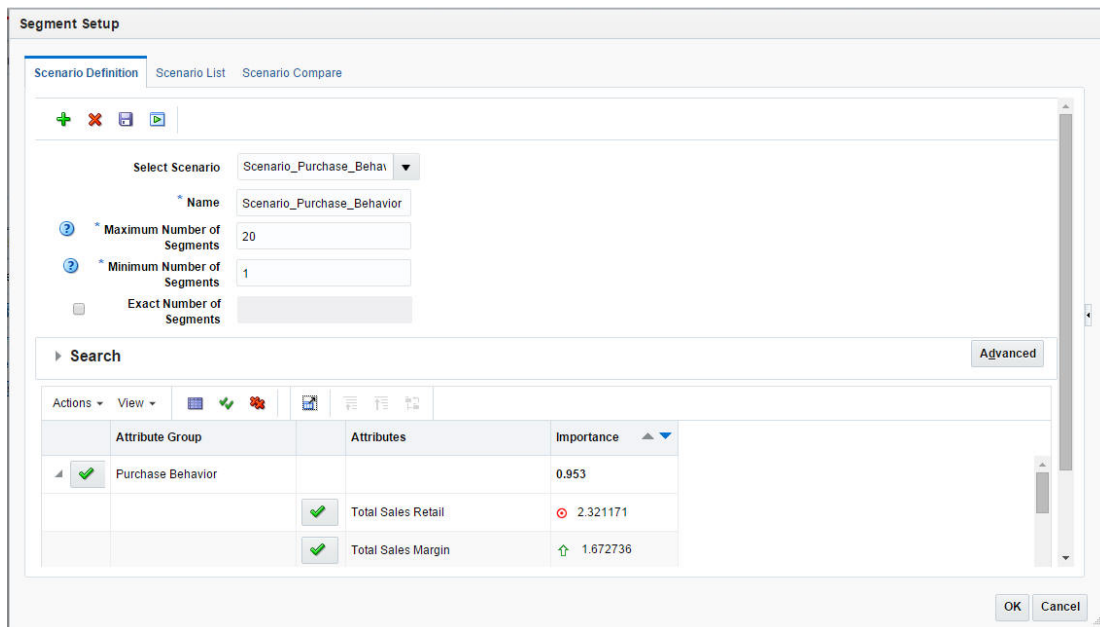 Segment Setup
Scenario Definition Scenario List Scenario Compare
Select Scenario Scenario_Purchase_Behav
* Name Scenario_Purchase_Behavior
? * Maximum Number of
Segments
20
? * Minimum Number of
Segments
1
Exact Number of
Segments
Search
Advanced
Actions View
Attribute Group Attributes Importance
Purchase Behavior 0.953
Total Sales Retail 2.321171
Total Sales Margin 1.672736
OK Cancel